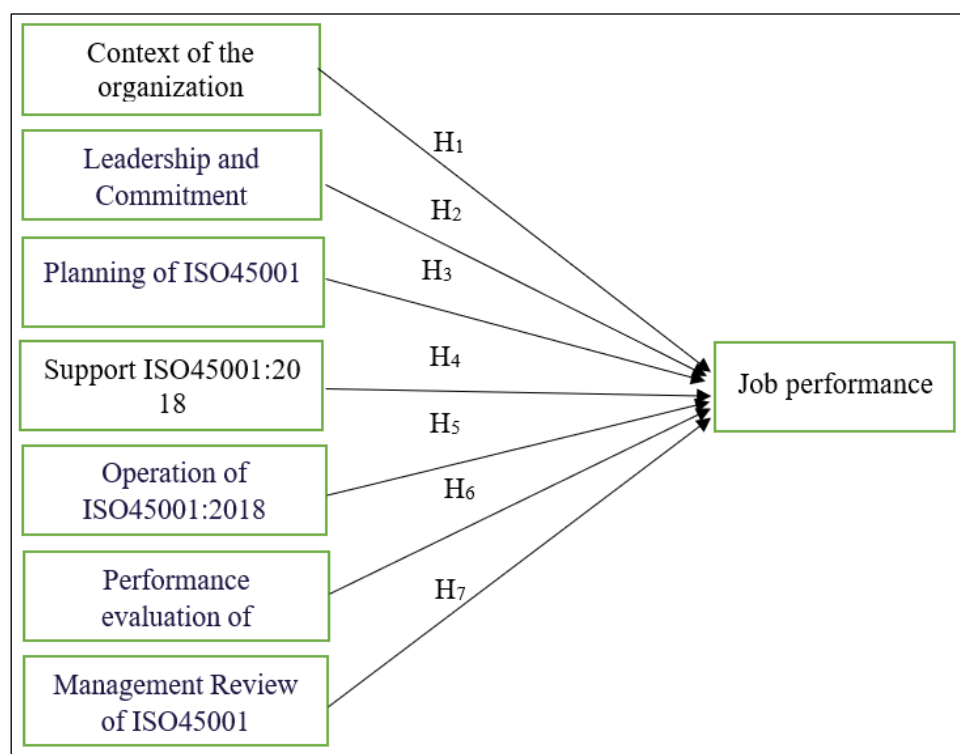 Context of the
organization
H₁
Leadership and
Commitment
H₂
Planning of ISO45001
H₃
Support ISO45001:20
18
H₄
Job performance
H₅
Operation of
ISO45001:2018
H₆
Performance
evaluation of
H₇
Management Review
of ISO45001